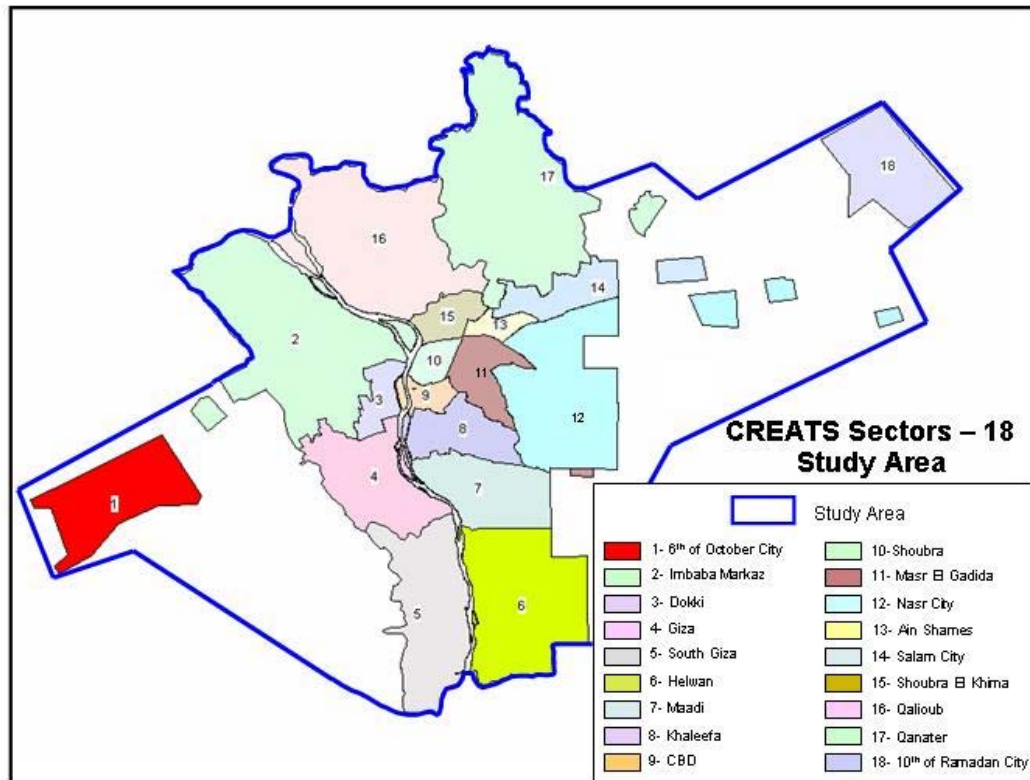 17
18
16
14
15
13
2
10
11
3
9
12
8
CREATS Sectors – 18
Study Area
4
7
1
5
6
Study Area
1- 6th of October City
2- Imbaba Markaz
3- Dokki
4- Giza
5- South Giza
6- Helwan
7- Maadi
8- Khaleefa
9- CBD
10-Shoubra
11- Masr El Gadida
12- Nasr City
13- Ain Shames
14- Salam City
15- Shoubra El Khima
16- Qalioub
17- Qanater
18- 10th of Ramadan City